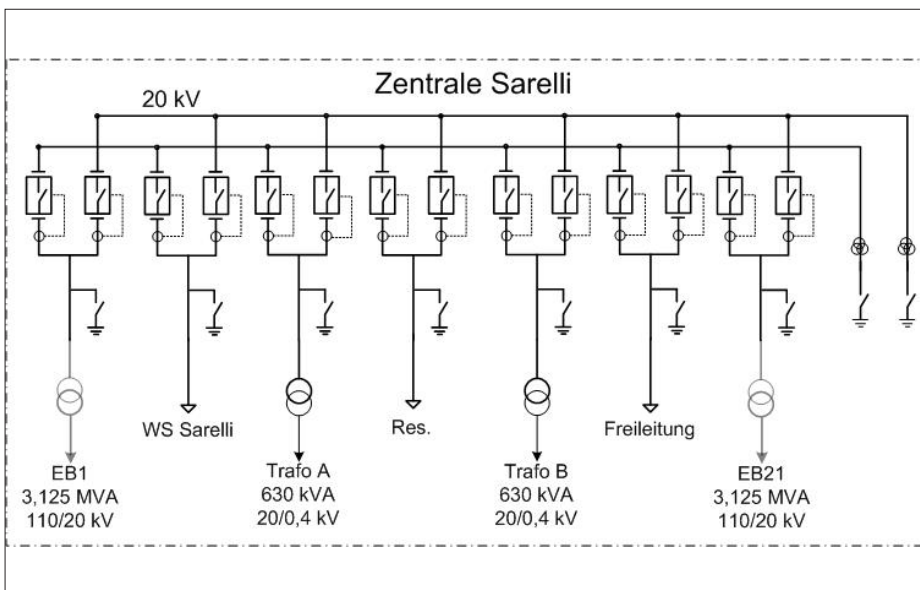 Zentrale Sarelli
20 kV
WS Sarelli
Res.
Freileitung
EB1
3,125 MVA
110/20 kV
Trafo A
630 kVA
20/0,4 kV
Trafo B
630 kVA
20/0,4 kV
EB21
3,125 MVA
110/20 kV